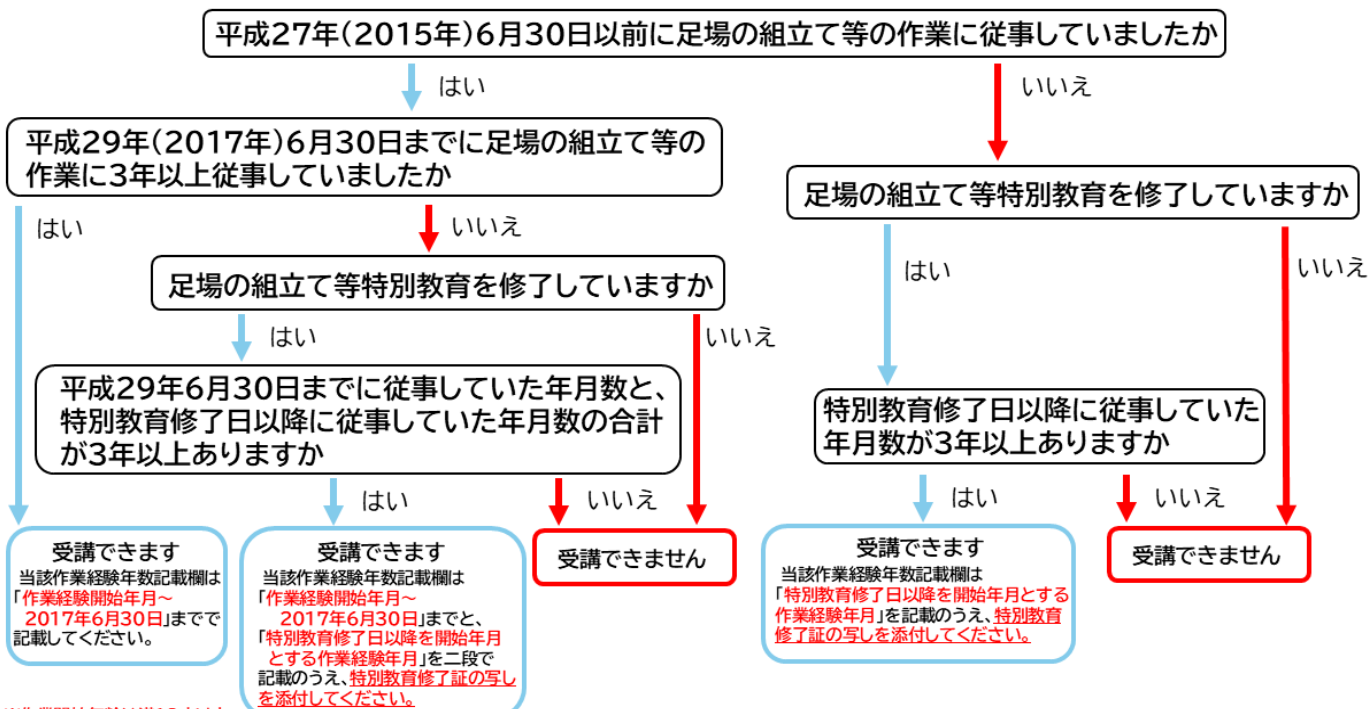 平成27年(2015年)6月30日以前に足場の組立て等の作業に従事していましたか
はい
いいえ
平成29年(2017年)6月30日までに足場の組立て等の
作業に3年以上従事していましたか
足場の組立て等特別教育を修了していますか
はい
いいえ
はい
いいえ
足場の組立て等特別教育を修了していますか
はい
いいえ
平成29年6月30日までに従事していた年月数と、
特別教育修了日以降に従事していた年月数の合計
が3年以上ありますか
特別教育修了日以降に従事していた
年月数が3年以上ありますか
はい
いいえ
はい
いいえ
受講できます
当該作業経験年数記載欄は
「作業経験開始年月～
2017年6月30日」までで
記載してください。
受講できます
当該作業経験年数記載欄は
「作業経験開始年月～
2017年6月30日」までと、
「特別教育修了日以降を開始年月
とする作業経験年月」を二段で
記載のうえ、特別教育修了証の写し
を添付してください。
受講できません
受講できます
当該作業経験年数記載欄は
「特別教育修了日以降を開始年月とする
作業経験年月」を記載のうえ、特別教育
修了証の写しを添付してください。
受講できません